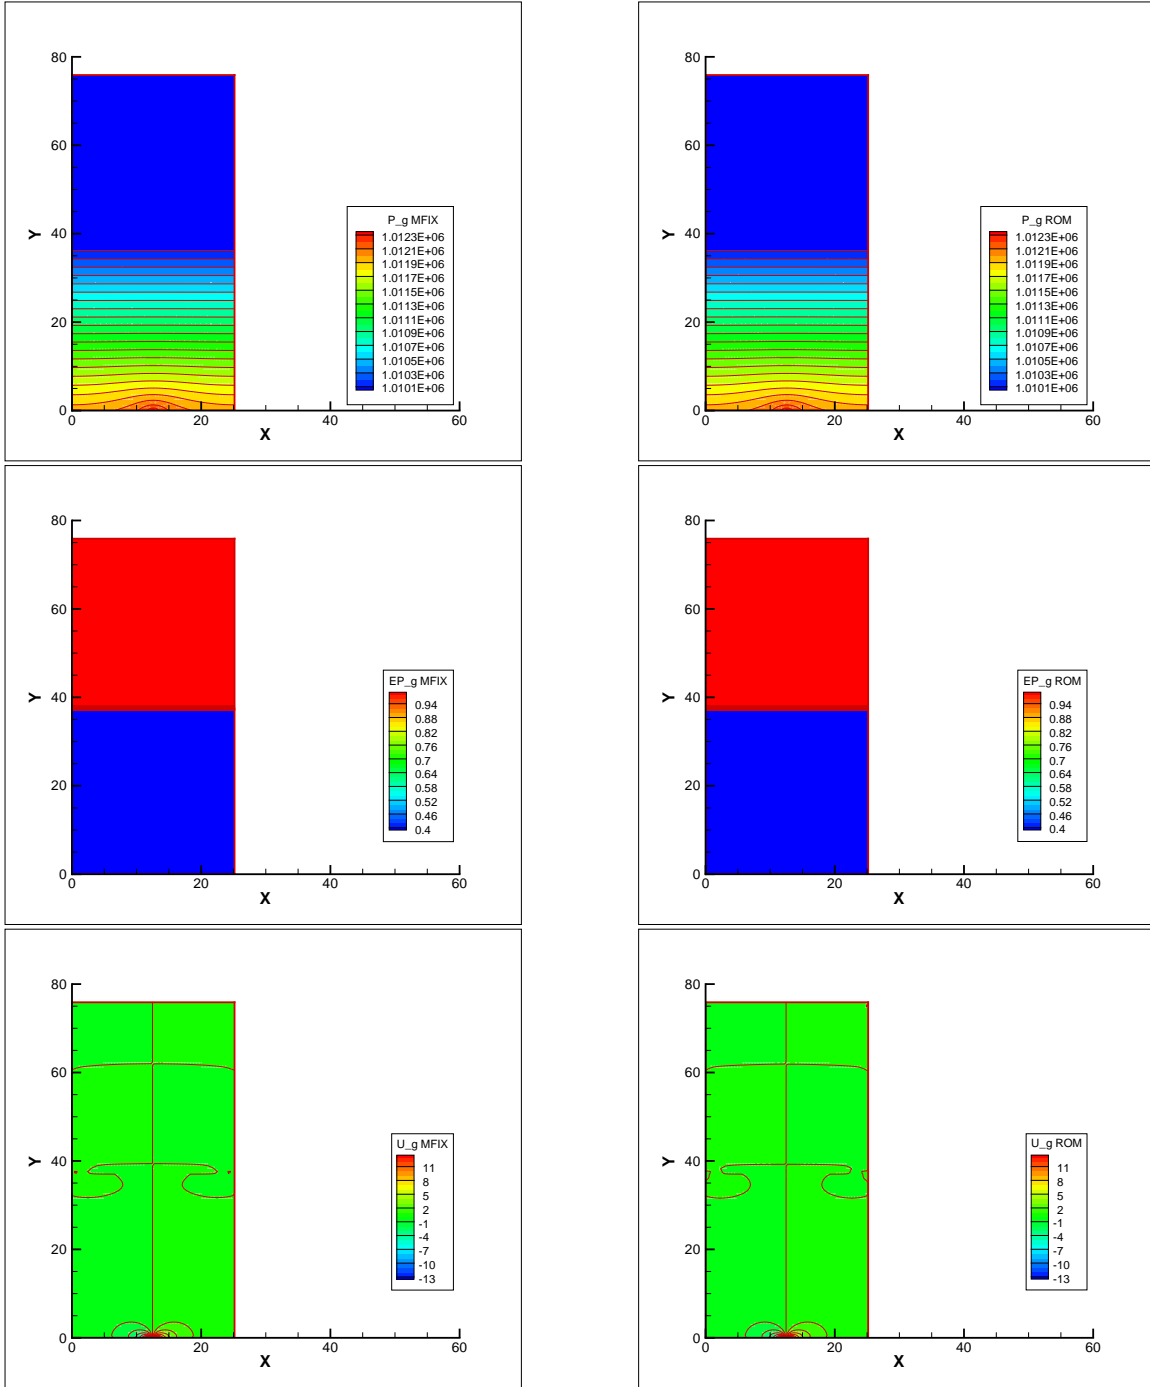 80
60
Y
40
20
0
0
20
40
60
X
P_g MFIX
1.0123E+06
1.0121E+06
1.0119E+06
1.0117E+06
1.0115E+06
1.0113E+06
1.0111E+06
1.0109E+06
1.0107E+06
1.0105E+06
1.0103E+06
1.0101E+06
80
60
Y
40
20
0
0
20
40
60
X
P_g ROM
1.0123E+06
1.0121E+06
1.0119E+06
1.0117E+06
1.0115E+06
1.0113E+06
1.0111E+06
1.0109E+06
1.0107E+06
1.0105E+06
1.0103E+06
1.0101E+06
80
60
Y
40
20
0
0
20
40
60
X
EP_g MFIX
0.94
0.88
0.82
0.76
0.7
0.64
0.58
0.52
0.46
0.4
80
60
Y
40
20
0
0
20
40
60
X
EP_g ROM
0.94
0.88
0.82
0.76
0.7
0.64
0.58
0.52
0.46
0.4
80
60
Y
40
20
0
0
20
40
60
X
U_g MFIX
11
8
5
2
-1
-4
-7
-10
-13
80
60
Y
40
20
0
0
20
40
60
X
U_g ROM
11
8
5
2
-1
-4
-7
-10
-13